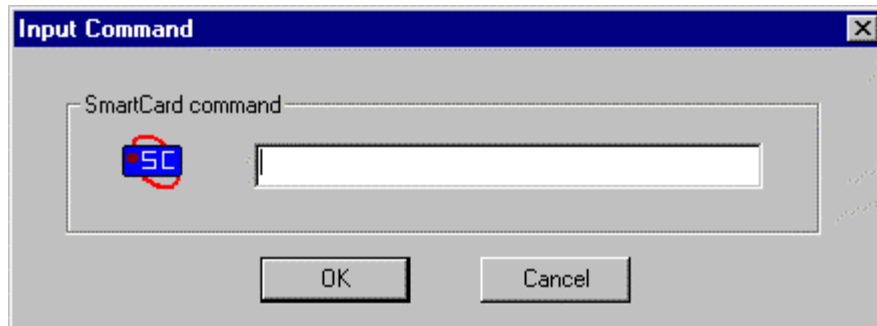 Input Command
SmartCard command
SC
OK
Cancel